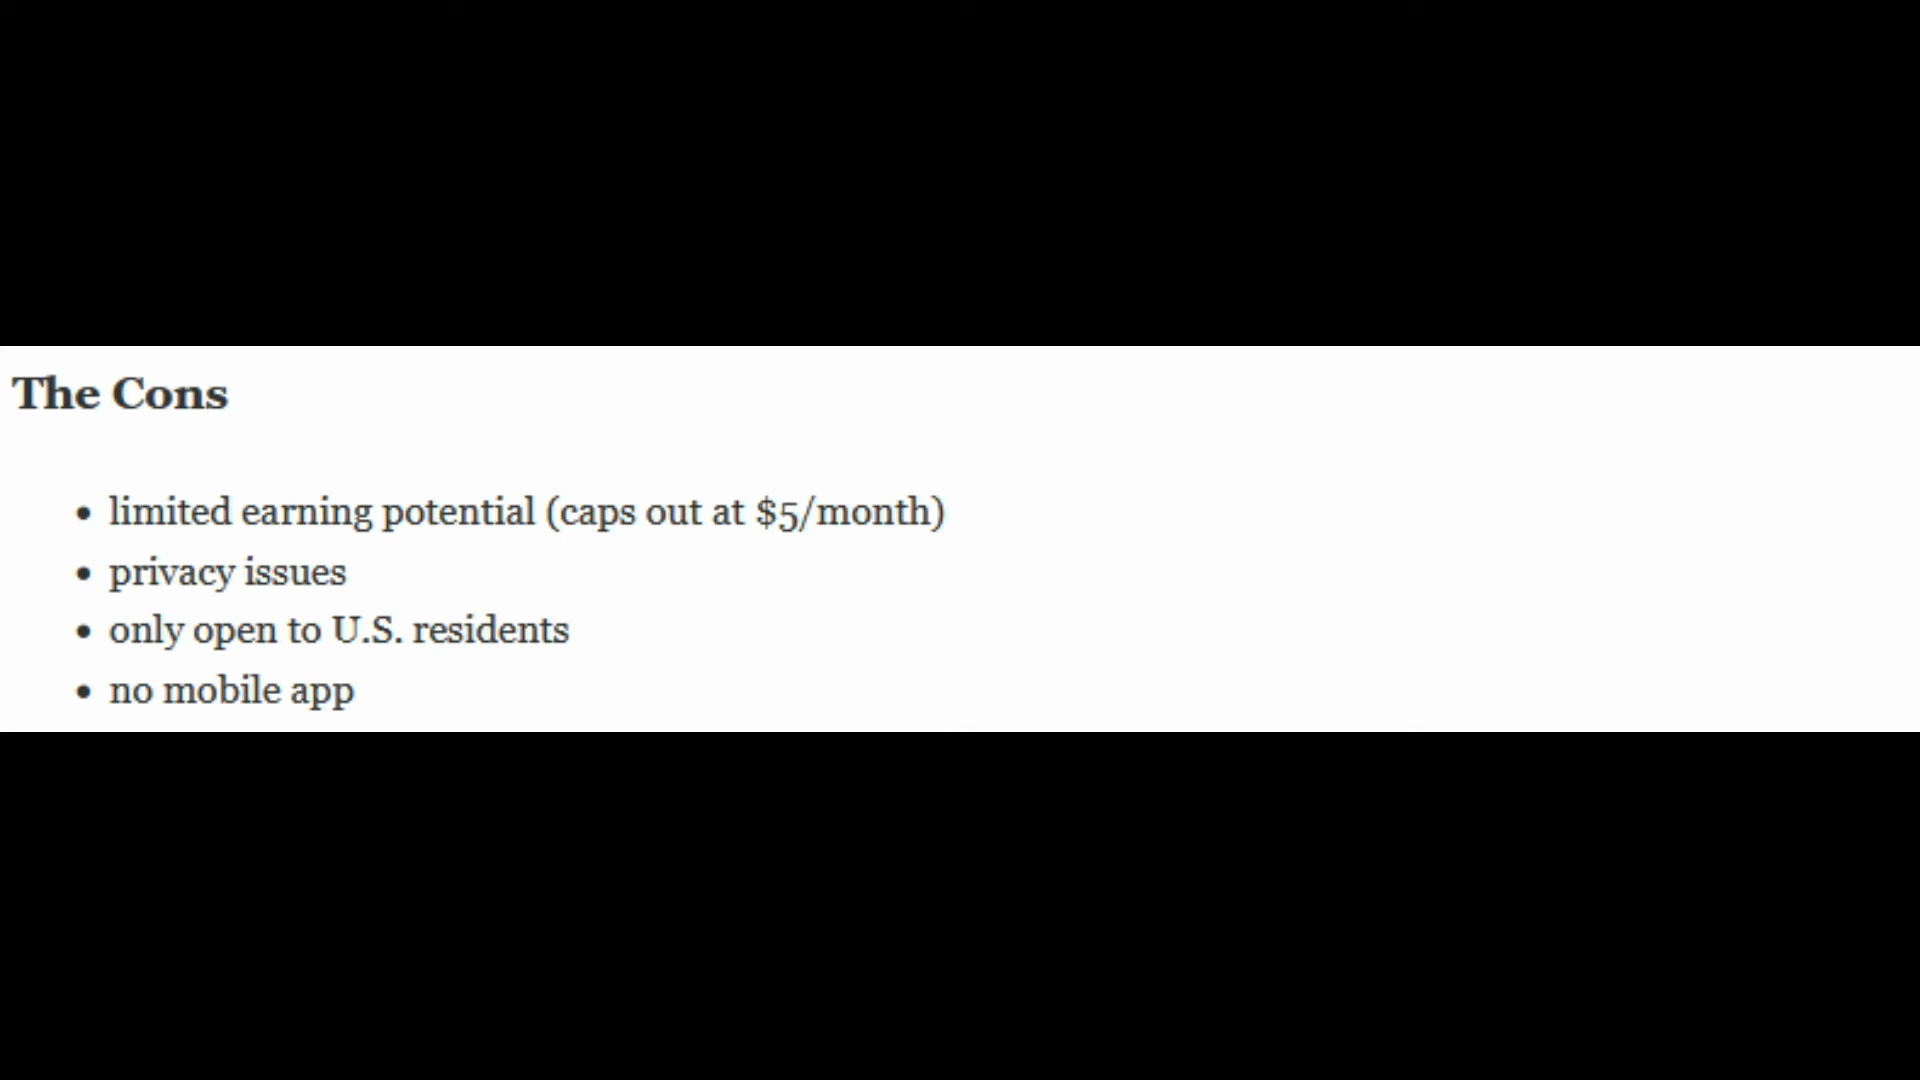 The Cons
• limited earning potential (caps out at $5/month)
• privacy issues
• only open to U.S. residents
• no mobile app